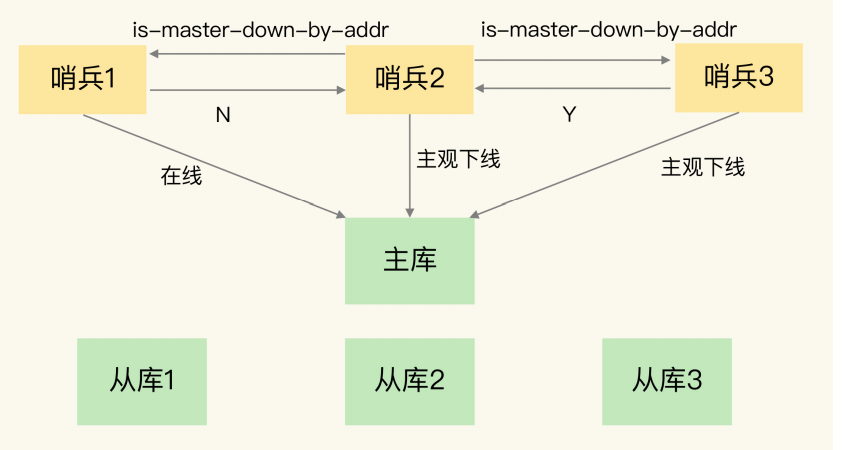 is-master-down-by-addr
is-master-down-by-addr
哨兵1
哨兵2
哨兵3
N
Y
在线
主观下线
主观下线
主库
从库1
从库2
从库3